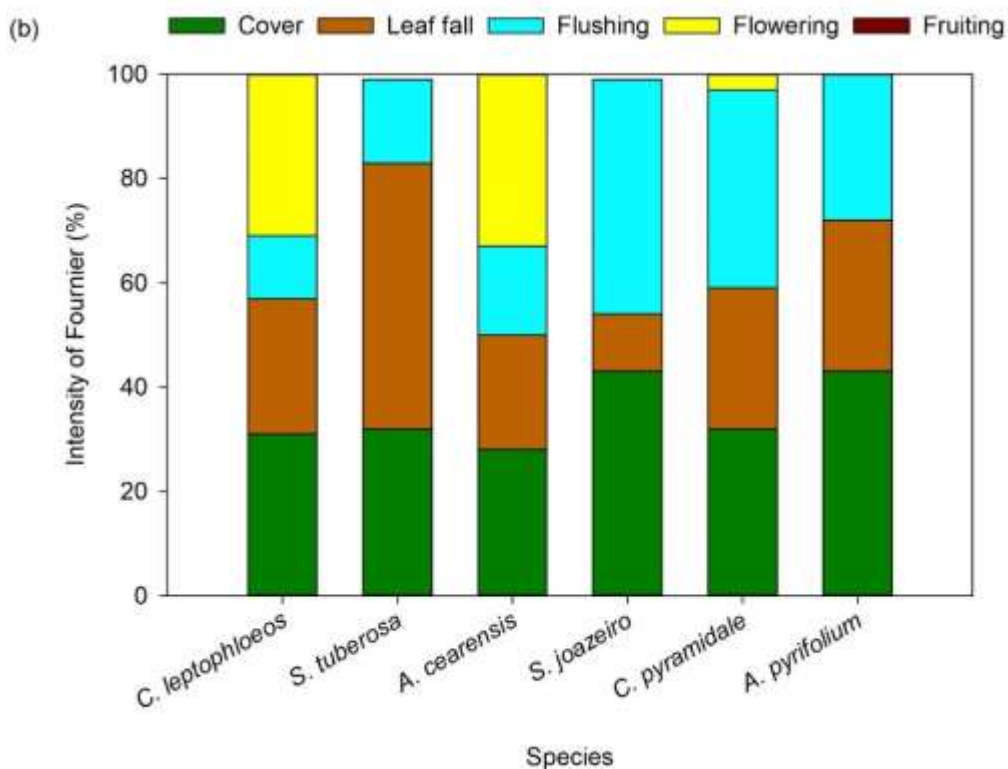 (b)
Cover Leaf fall Flushing Flowering Fruiting
Intensity of Fournier (%)
100
80
60
40
20
0
C. leptophloeos
S. tuberosa
A. cearensis
S. joazeiro
C. pyramidale
A. pyrifolium
Species